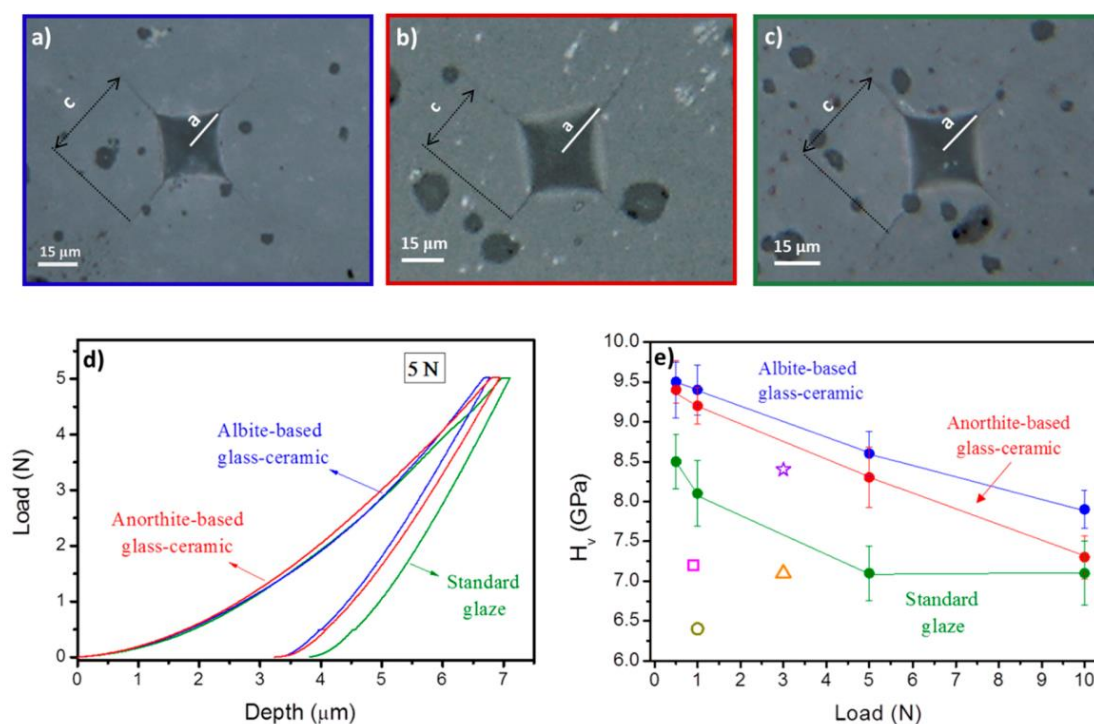 a)
c
a
15 μm
b)
c
a
15 μm
c)
c
a
15 μm
d)
5 N
Albite-based
glass-ceramic
Anorthite-based
glass-ceramic
Standard
glaze
Load (N)
5
4
3
2
1
0
0 1 2 3 4 5 6 7
Depth (μm)
e)
Albite-based
glass-ceramic
Anorthite-based
glass-ceramic
Standard
glaze
Hv (GPa)
10.0
9.5
9.0
8.5
8.0
7.5
7.0
6.5
6.0
0 1 2 3 4 5 6 7 8 9 10
Load (N)